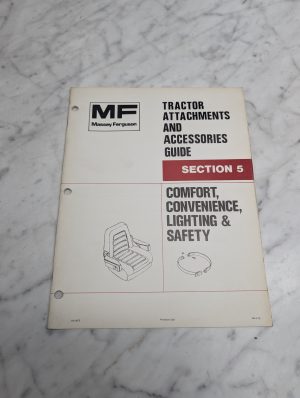 MF
Massey Ferguson
TRACTOR
ATTACHMENTS
AND
ACCESSORIES
GUIDE
SECTION 5
COMFORT,
CONVENIENCE,
LIGHTING &
SAFETY